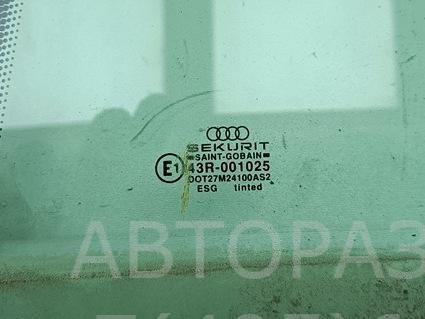 SEKURIT
SAINT-GOBAIN
E1 43R-001025
DOT27M24100AS2
ESG tinted
АВТОРАЗ